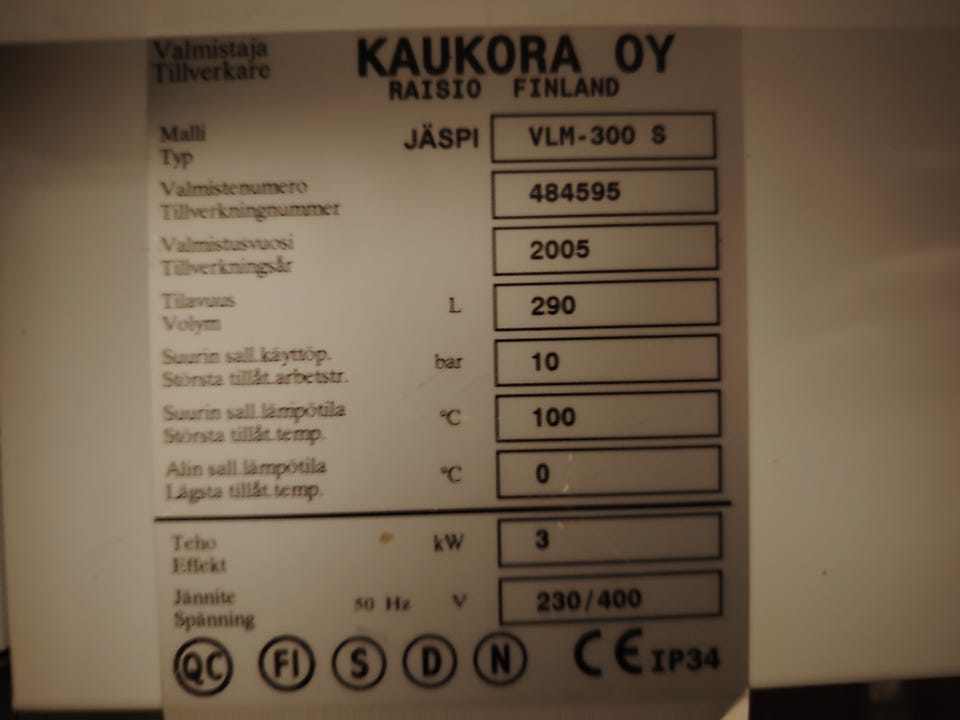 Valmistaja
Tillverkare
KAUKORA OY
RAISIO FINLAND
Malli
Typ
JÄSPI VLM-300 S
Valmistenumero
Tillverkningnummer
484595
Valmistusvuosi
Tillverkningsår
2005
Tilavuus
Volym
L 290
Suurin sall.käyttöp.
Största tillåt.arbetstr.
bar 10
Suurin sall.lämpötila
Största tillåt.temp.
°C 100
Alin sall.lämpötila
Lägsta tillåt.temp.
°C 0
Teho
Effekt
kW 3
Jännite
Spänning
50 Hz V 230/400
QC FI S D N CE IP34